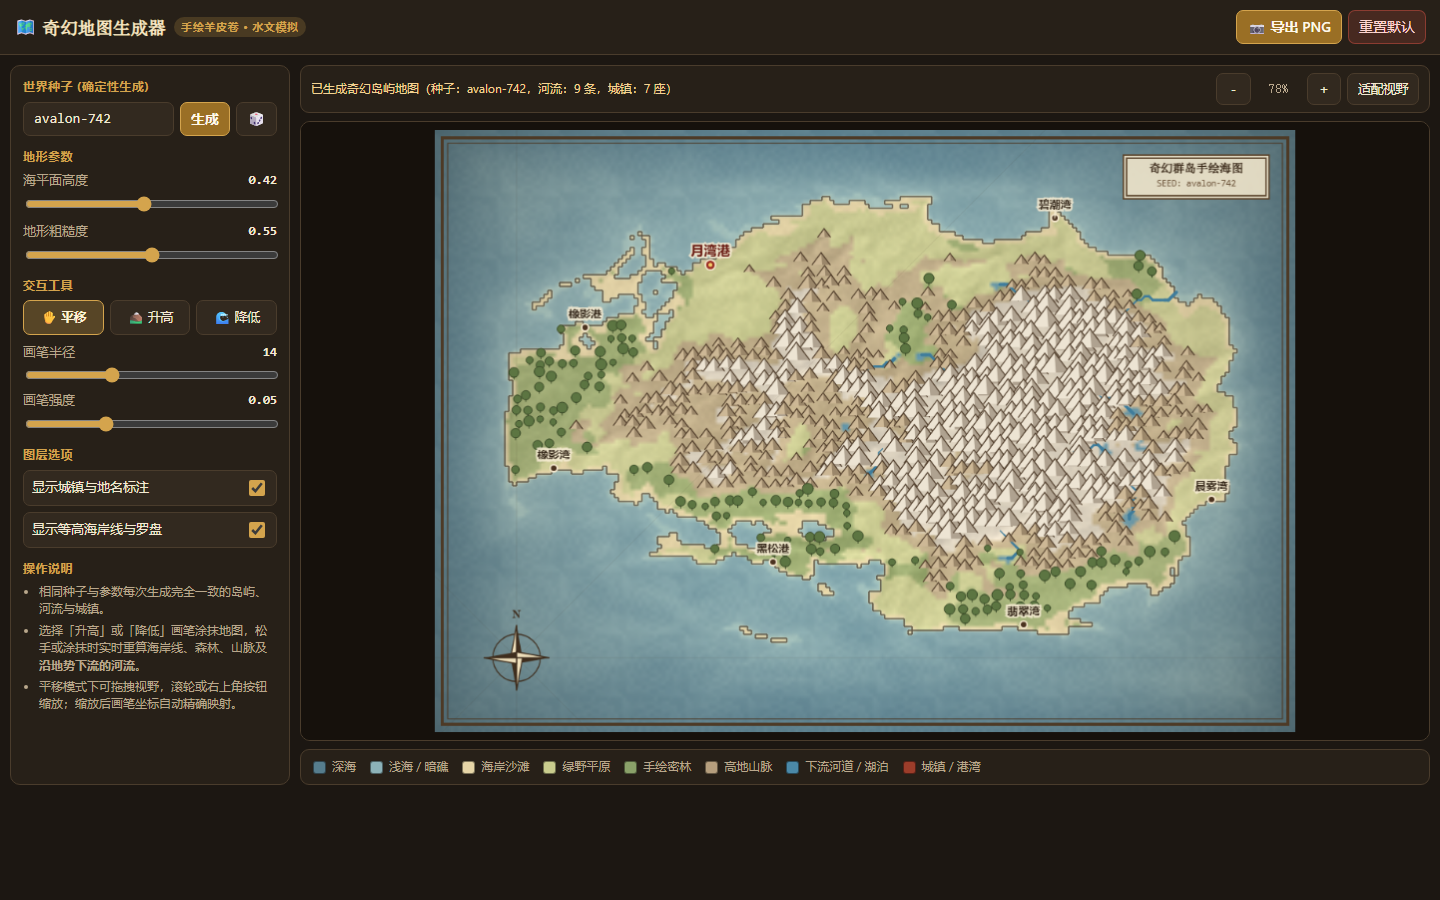 奇幻地图生成器
手绘羊皮卷 • 水文模拟
导出 PNG
重置默认
世界种子 (确定性生成)
avalon-742
生成
地形参数
海平面高度 0.42
地形粗糙度 0.55
交互工具
平移
升高
降低
画笔半径 14
画笔强度 0.05
图层选项
显示城镇与地名标注
显示等高海岸线与罗盘
操作说明
相同种子与参数每次生成完全一致的岛屿、
河流与城镇。
选择「升高」或「降低」画笔涂抹地图，松
手或涂抹时实时重算海岸线、森林、山脉及
沿地势下流的河流。
平移模式下可拖拽视野，滚轮或右上角按钮
缩放；缩放后画笔坐标自动精确映射。
已生成奇幻岛屿地图（种子：avalon-742，河流：9 条，城镇：7 座）
-
78%
+
适配视野
奇幻群岛手绘海图
SEED: avalon-742
碧潮湾
月湾港
橡影港
橡影湾
晨雾湾
黑松港
翡翠湾
N
深海
浅海 / 暗礁
海岸沙滩
绿野平原
手绘密林
高地山脉
下流河道 / 湖泊
城镇 / 港湾